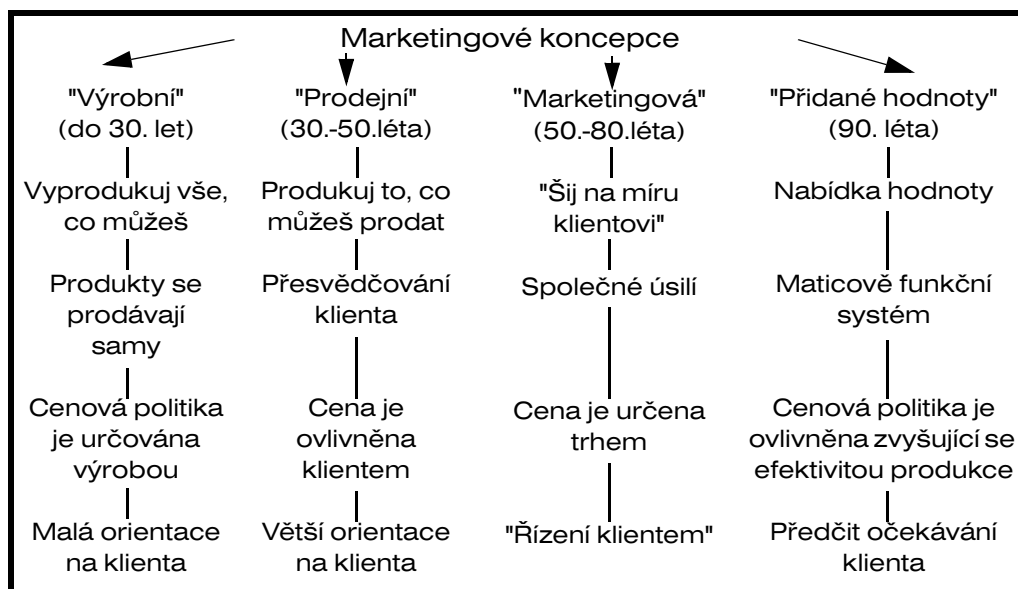 Marketingové koncepce
"Výrobní"
(do 30. let)
Vyprodukuj vše,
co můžeš
Produkty se
prodávají
samy
Cenová politika
je určována
výrobou
Malá orientace
na klienta
"Prodejní"
(30.-50.léta)
Produkuj to, co
můžeš prodat
Přesvědčování
klienta
Cena je
ovlivněna
klientem
Větší orientace
na klienta
"Marketingová"
(50.-80.léta)
"Šij na míru
klientovi"
Společné úsilí
Cena je určena
trhem
"Řízení klientem"
"Přidané hodnoty"
(90. léta)
Nabídka hodnoty
Maticově funkční
systém
Cenová politika je
ovlivněna zvyšující se
efektivitou produkce
Předčit očekávání
klienta